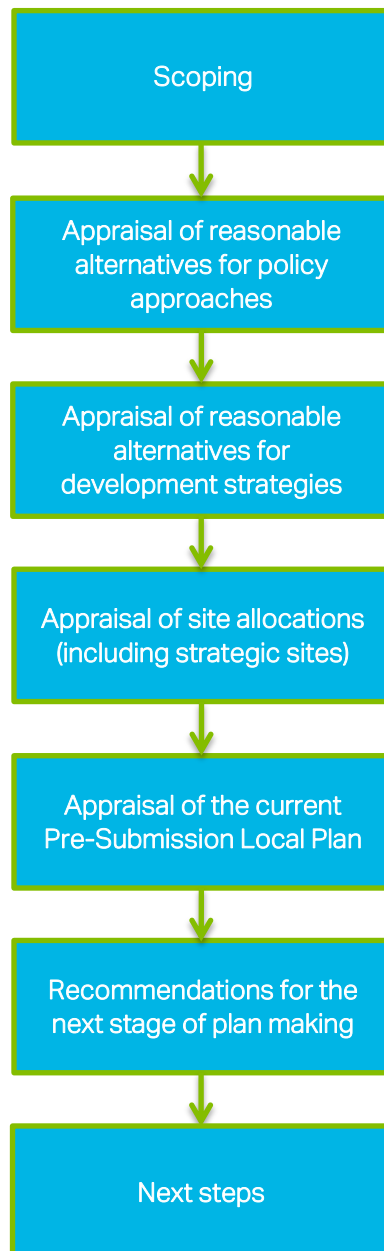 Scoping
Appraisal of reasonable
alternatives for policy
approaches
Appraisal of reasonable
alternatives for
development strategies
Appraisal of site allocations
(including strategic sites)
Appraisal of the current
Pre-Submission Local Plan
Recommendations for the
next stage of plan making
Next steps